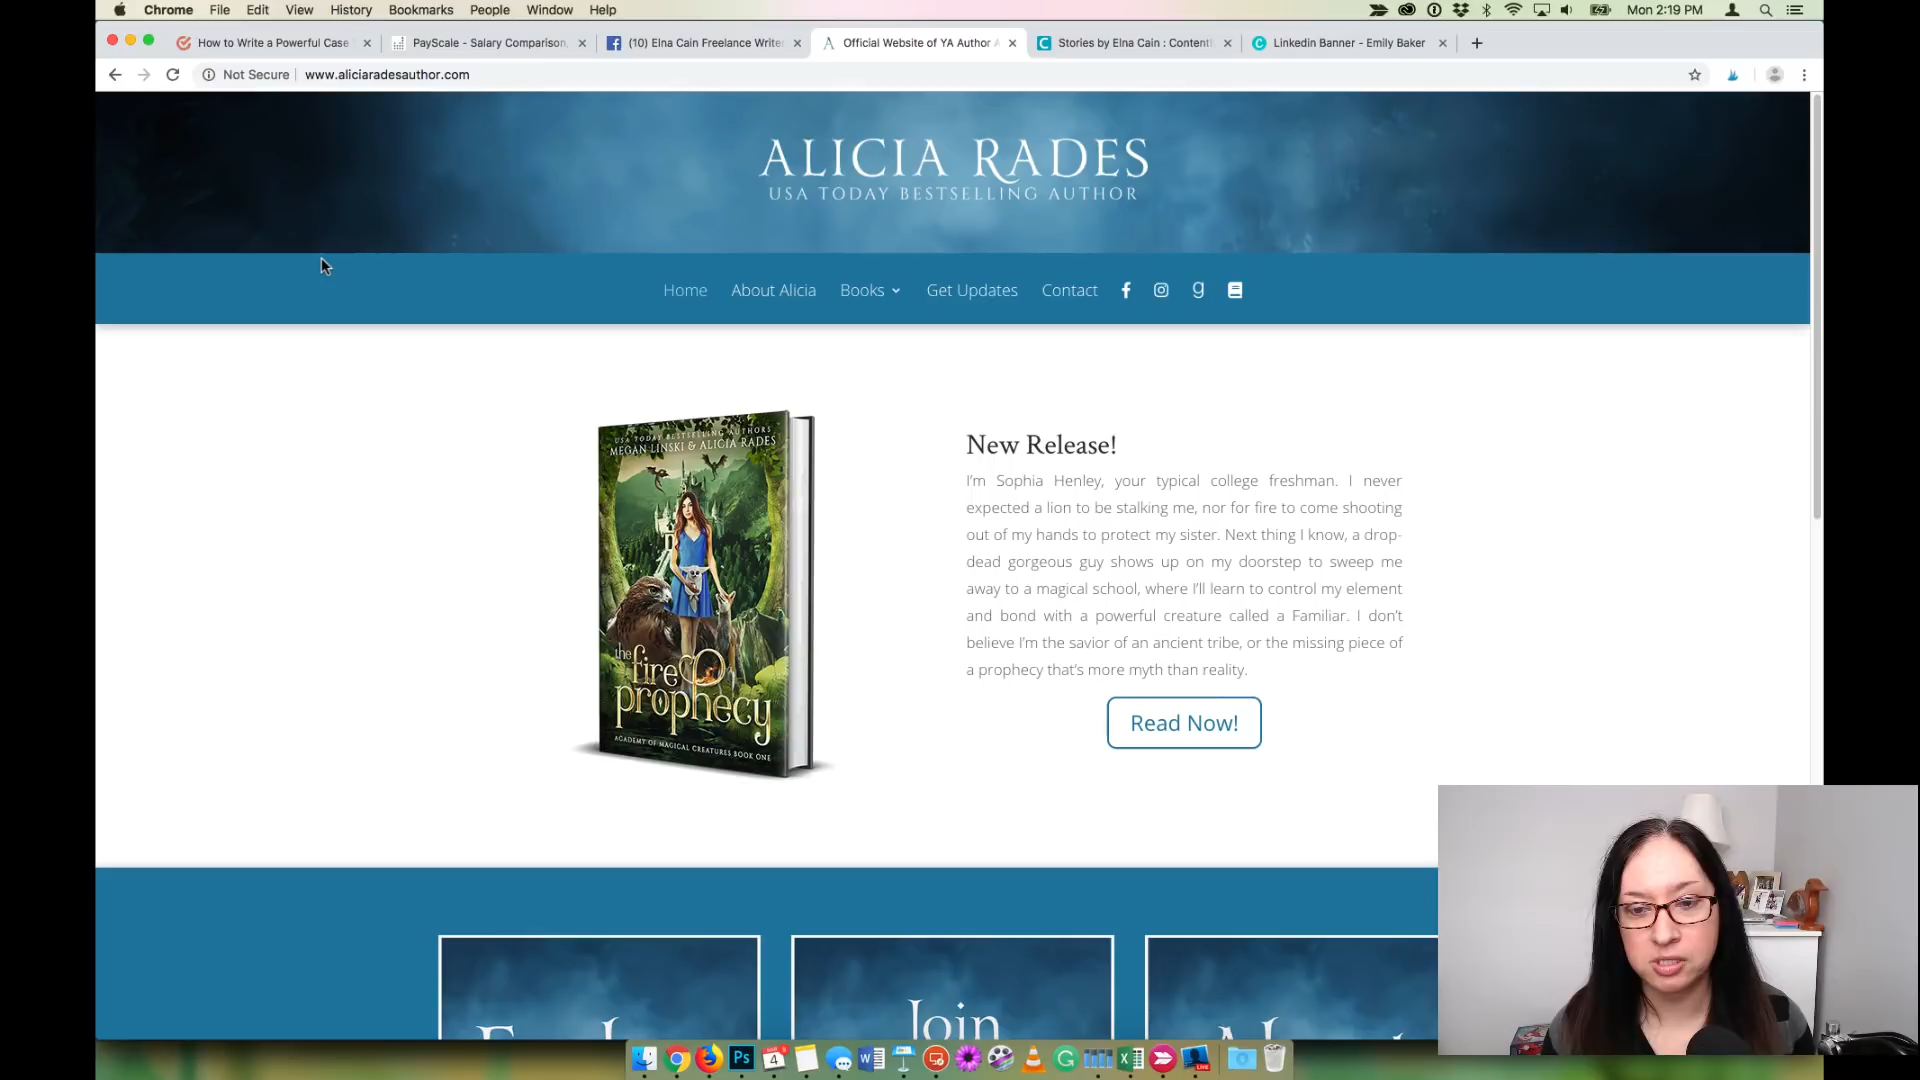 Chrome File Edit View History Bookmarks People Window Help
Mon 2:19 PM
How to Write a Powerful Case
PayScale - Salary Comparison,
(10) Elna Cain Freelance Write
Official Website of YA Author A
Stories by Elna Cain : Content
Linkedin Banner - Emily Baker
Not Secure www.aliciaradesauthor.com
ALICIA RADES
USA TODAY BESTSELLING AUTHOR
Home About Alicia Books Get Updates Contact
USA TODAY BESTSELLING AUTHORS
MEGAN LINSKI & ALICIA RADES
the
fire
prophecy
ACADEMY OF MAGICAL CREATURES BOOK ONE
New Release!
I'm Sophia Henley, your typical college freshman. I never
expected a lion to be stalking me, nor for fire to come shooting
out of my hands to protect my sister. Next thing I know, a drop-
dead gorgeous guy shows up on my doorstep to sweep me
away to a magical school, where I'll learn to control my element
and bond with a powerful creature called a Familiar. I don't
believe I'm the savior of an ancient tribe, or the missing piece of
a prophecy that's more myth than reality.
Read Now!
Join
Ps
4
LIVE